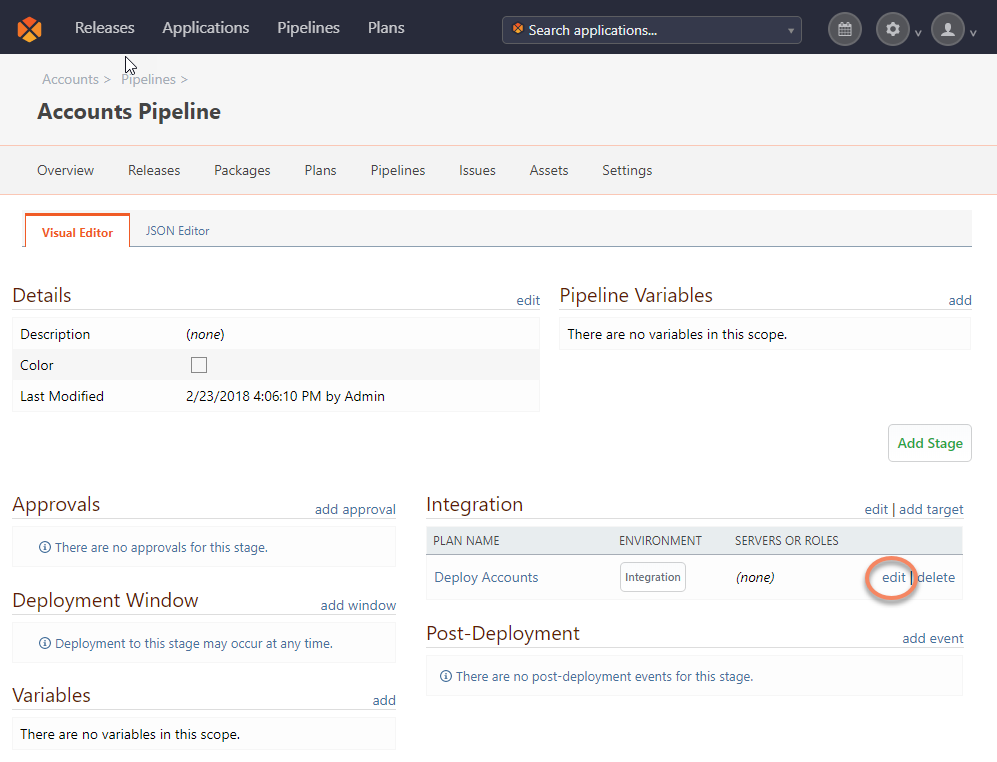 Releases Applications Pipelines Plans Search applications...
Accounts > Pipelines >
Accounts Pipeline
Overview Releases Packages Plans Pipelines Issues Assets Settings
Visual Editor JSON Editor
Details edit
Description (none)
Color
Last Modified 2/23/2018 4:06:10 PM by Admin
Pipeline Variables add
There are no variables in this scope.
Add Stage
Approvals add approval
There are no approvals for this stage.
Deployment Window add window
Deployment to this stage may occur at any time.
Variables add
There are no variables in this scope.
Integration edit | add target
PLAN NAME ENVIRONMENT SERVERS OR ROLES
Deploy Accounts Integration (none) edit | delete
Post-Deployment add event
There are no post-deployment events for this stage.